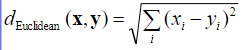 d_Euclidean (x,y) = √∑_i (x_i − y_i)²